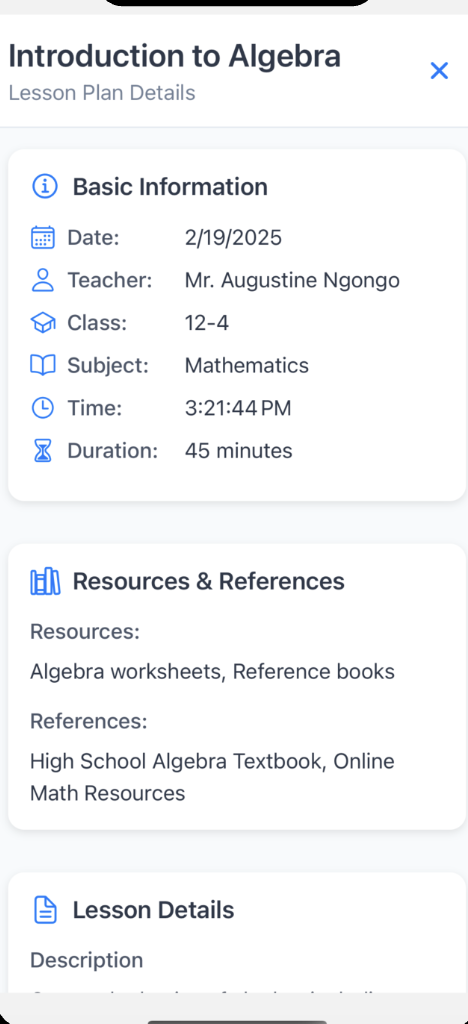 Introduction to Algebra
Lesson Plan Details
Basic Information
Date: 2/19/2025
Teacher: Mr. Augustine Ngongo
Class: 12-4
Subject: Mathematics
Time: 3:21:44 PM
Duration: 45 minutes
Resources & References
Resources:
Algebra worksheets, Reference books
References:
High School Algebra Textbook, Online
Math Resources
Lesson Details
Description